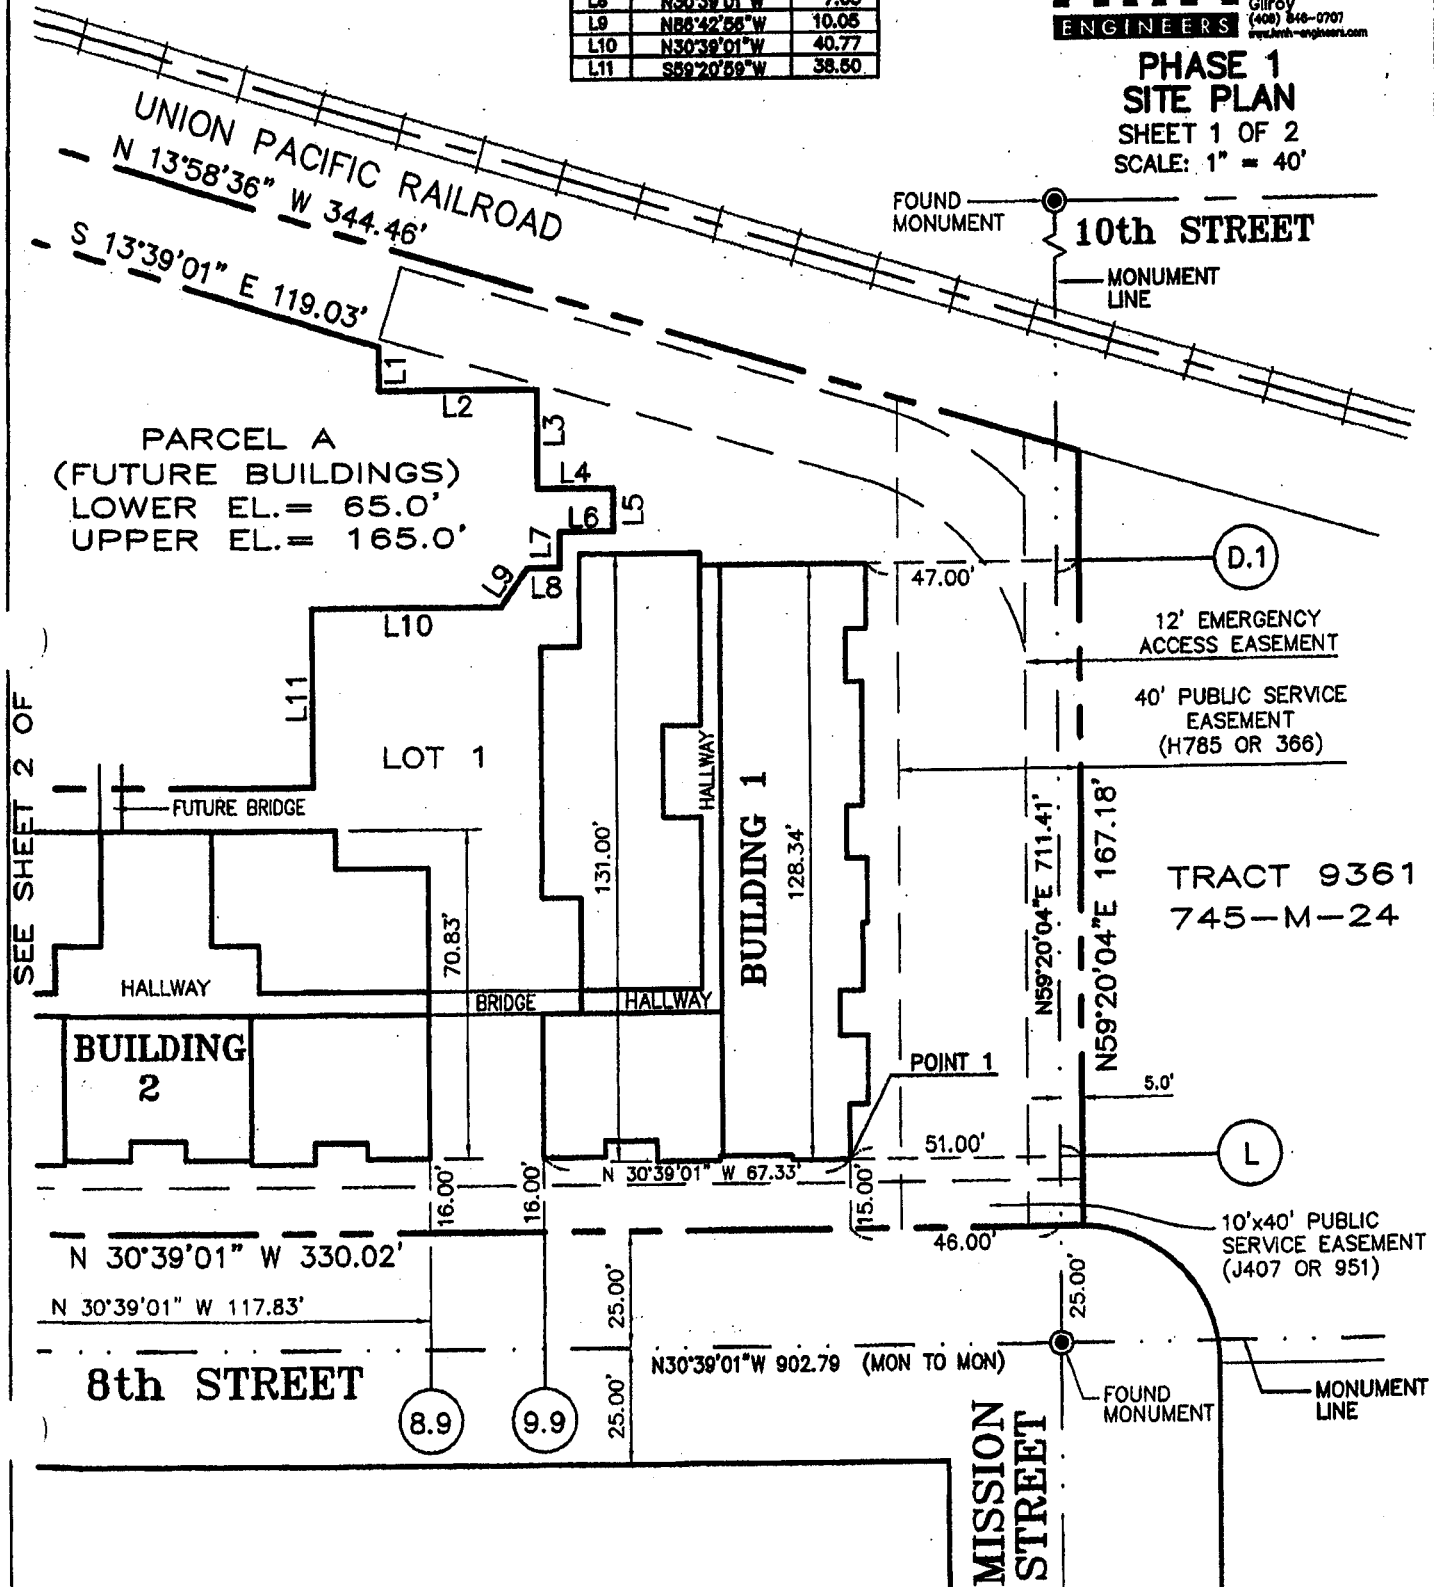 L8 N30°39'01"W
L9 N86°42'56"W 10.05
L10 N30°39'01"W 40.77
L11 S59°20'59"W 38.50
Gilroy
ENGINEERS (408) 846-0707
www.hmh-engineers.com
PHASE 1
SITE PLAN
SHEET 1 OF 2
SCALE: 1" = 40'
UNION PACIFIC RAILROAD
N 13°58'36" W 344.46'
S 13°39'01" E 119.03'
FOUND
MONUMENT
10th STREET
MONUMENT
LINE
L1
L2
L3
L4
L5
L6
L7
L8
L9
L10
L11
PARCEL A
(FUTURE BUILDINGS)
LOWER EL.= 65.0'
UPPER EL.= 165.0'
47.00'
D.1
12' EMERGENCY
ACCESS EASEMENT
40' PUBLIC SERVICE
EASEMENT
(H785 OR 366)
SEE SHEET 2 OF
LOT 1
FUTURE BRIDGE
HALLWAY
BUILDING 1
131.00'
128.34'
70.83'
N59°20'04"E 711.41'
N59°20'04"E 167.18'
TRACT 9361
745-M-24
HALLWAY
BRIDGE
HALLWAY
BUILDING
2
POINT 1
5.0'
51.00'
L
N 30°39'01" W 67.33'
16.00'
16.00'
15.00'
46.00'
10'x40' PUBLIC
SERVICE EASEMENT
(J407 OR 951)
N 30°39'01" W 330.02'
25.00'
25.00'
N 30°39'01" W 117.83'
8th STREET
N30°39'01"W 902.79 (MON TO MON)
25.00'
8.9
9.9
FOUND
MONUMENT
MONUMENT
LINE
MISSION
STREET